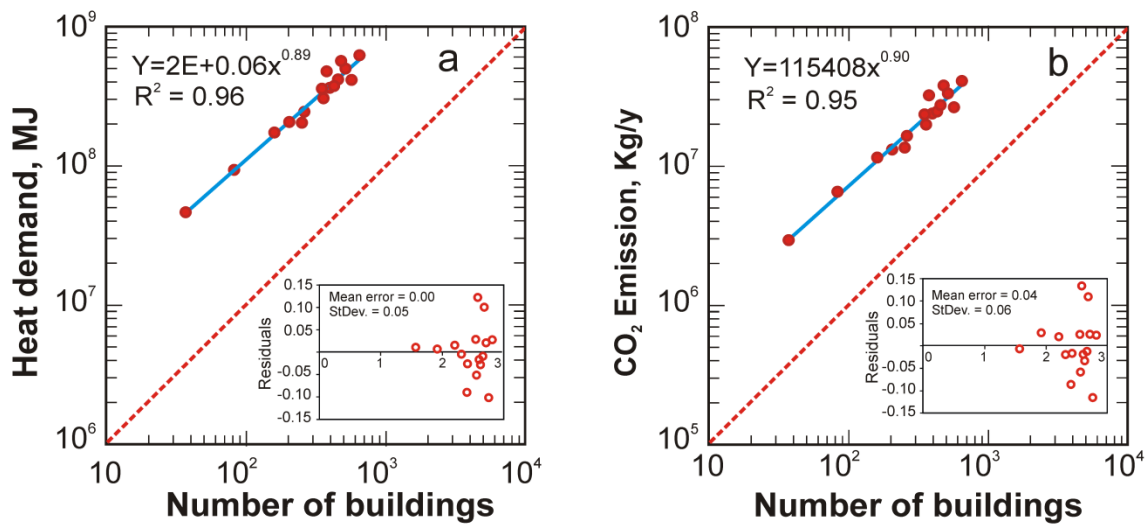 a
Y=2E+0.06x^0.89
R² = 0.96
Heat demand, MJ
10⁹
10⁸
10⁷
10⁶
10 10² 10³ 10⁴
Number of buildings
Mean error = 0.00
StDev. = 0.05
Residuals
0.15
0.10
0.05
0.00
-0.05
-0.10
-0.15
0 1 2 3
b
Y=115408x^0.90
R² = 0.95
CO₂ Emission, Kg/y
10⁸
10⁷
10⁶
10⁵
10 10² 10³ 10⁴
Number of buildings
Mean error = 0.04
StDev. = 0.06
Residuals
0.15
0.10
0.05
0.00
-0.05
-0.10
-0.15
0 1 2 3